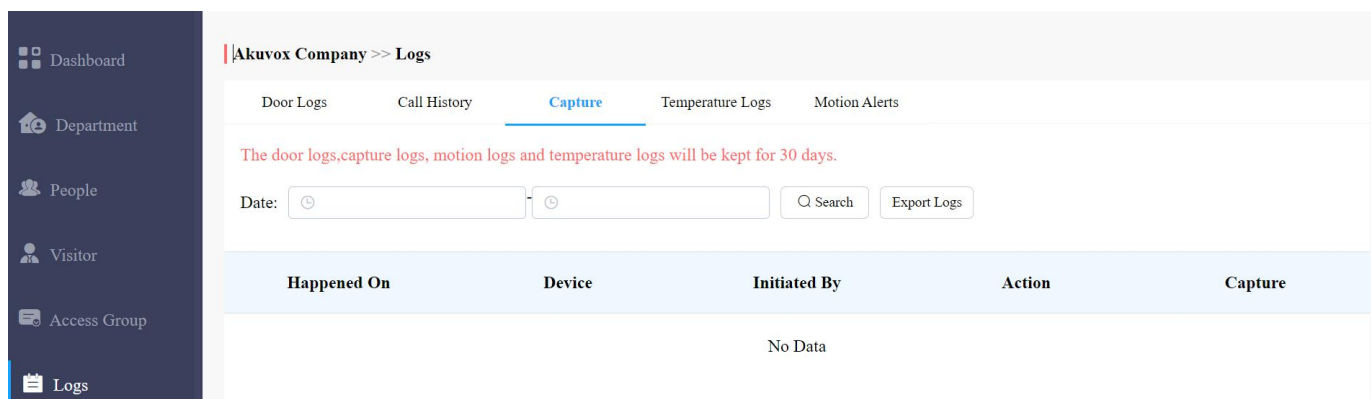 Dashboard
Department
People
Visitor
Access Group
Logs
Akuvox Company >> Logs
Door Logs Call History Capture Temperature Logs Motion Alerts
The door logs,capture logs, motion logs and temperature logs will be kept for 30 days.
Date: - Search Export Logs
Happened On Device Initiated By Action Capture
No Data